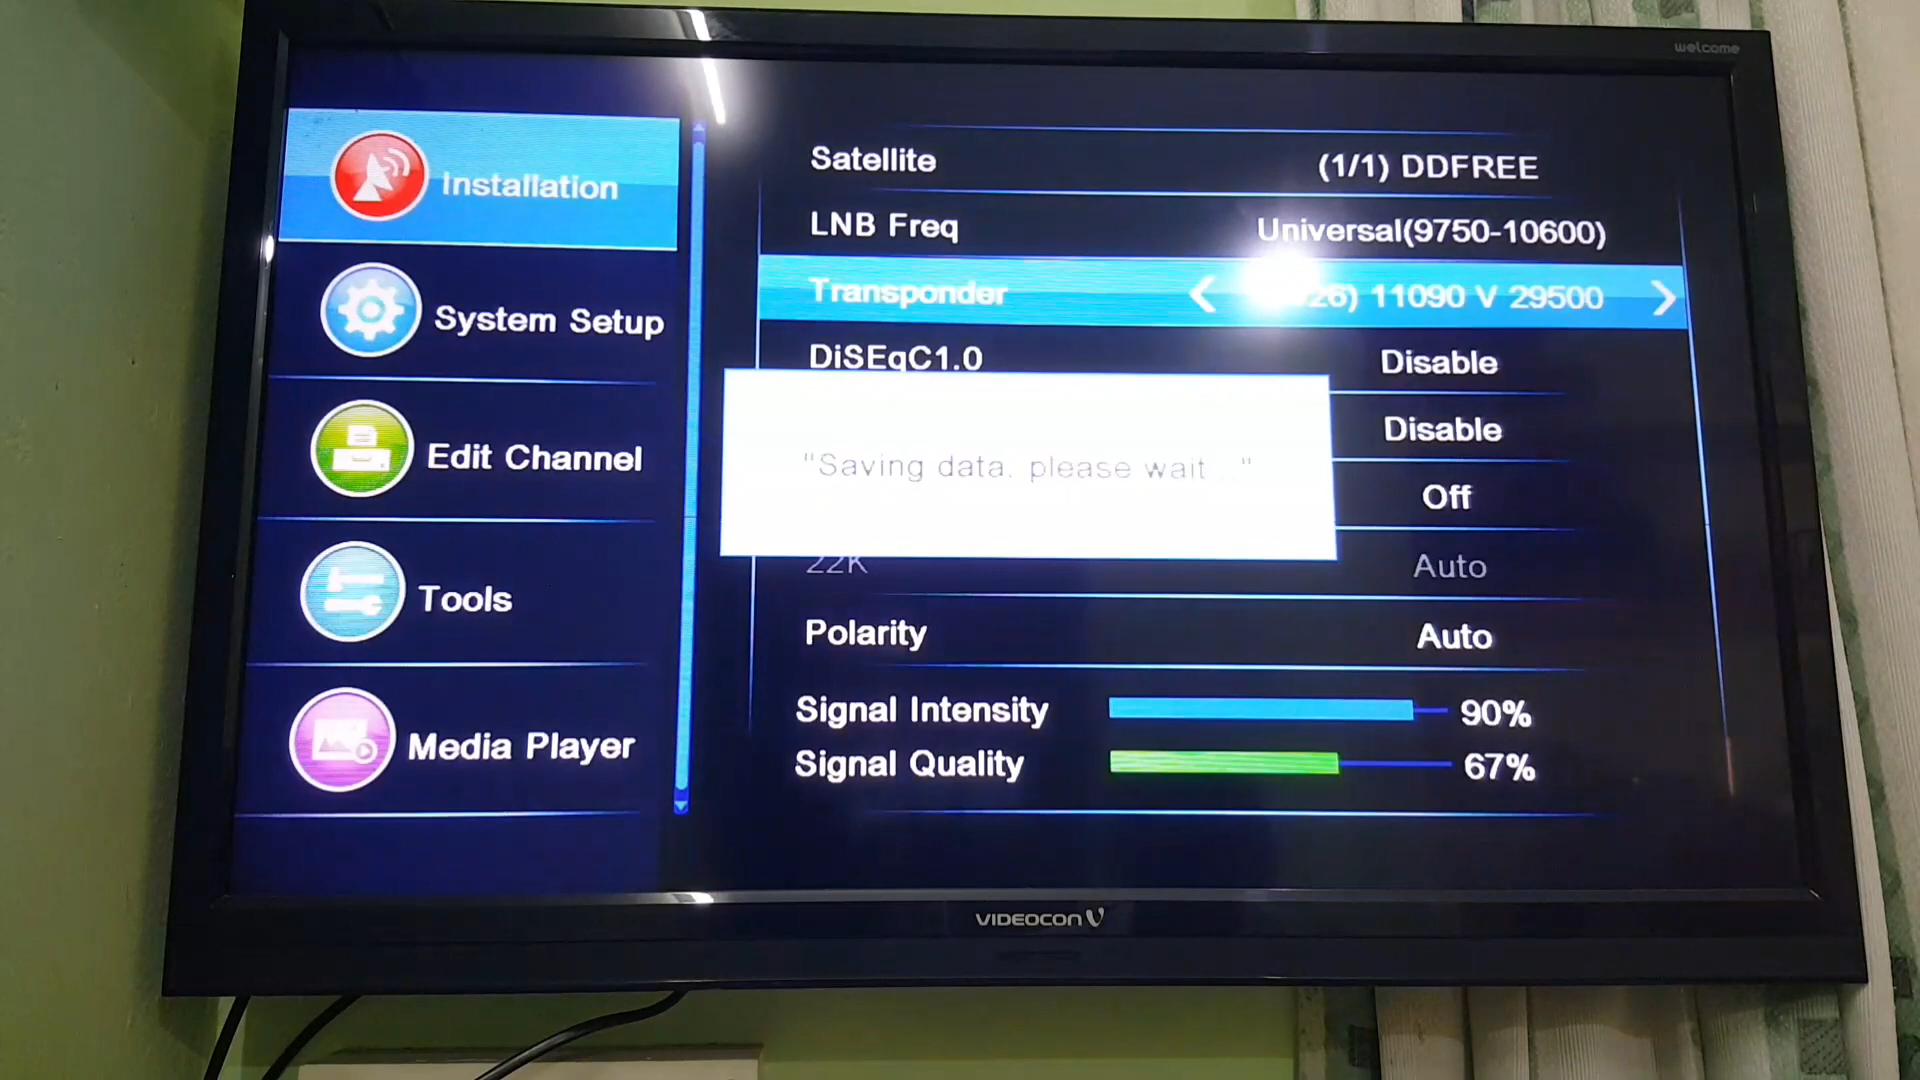 welcome
Installation
System Setup
Edit Channel
Tools
Media Player
Satellite (1/1) DDFREE
LNB Freq Universal(9750-10600)
Transporder 26) 11090 V 29500
DiSEqC1.0 Disable
Disable
Off
22K Auto
Polarity Auto
"Saving data. please wait..."
Signal Intensity 90%
Signal Quality 67%
VIDEOCON